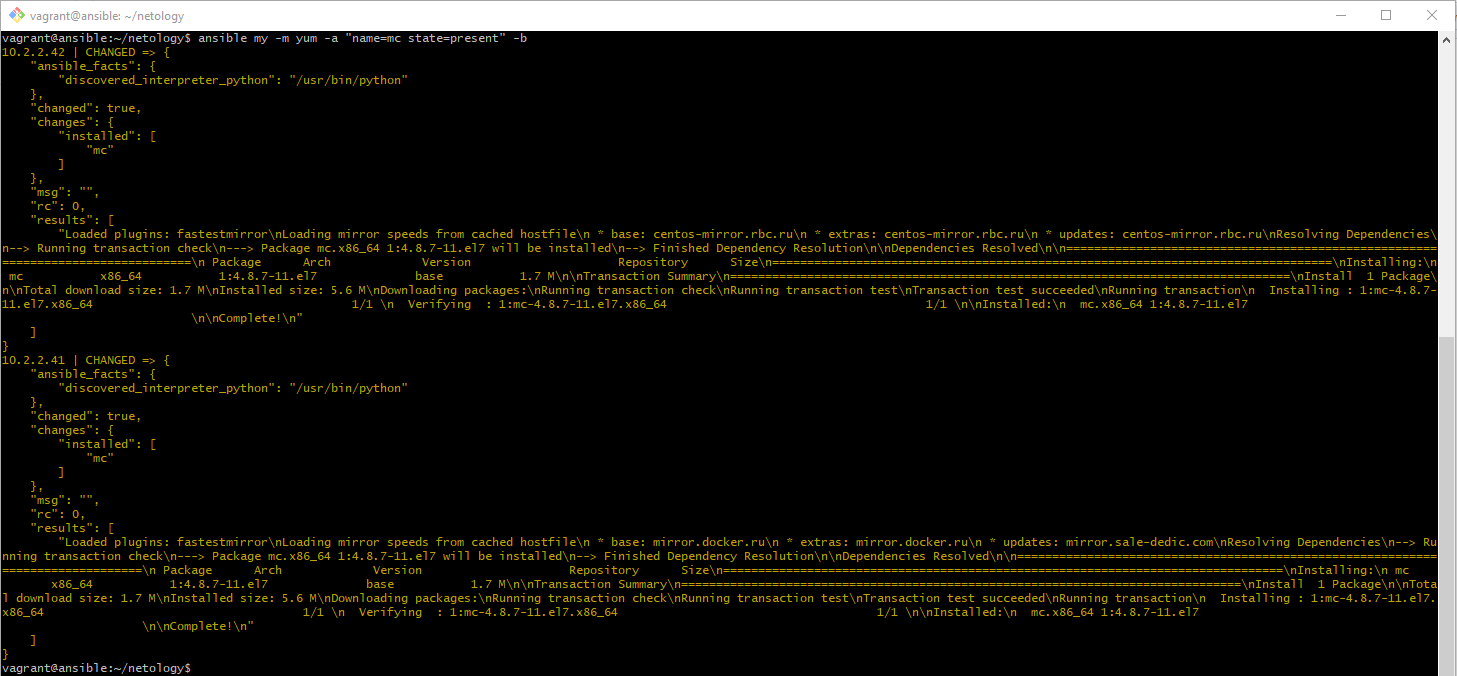 vagrant@ansible: ~/netology
vagrant@ansible:~/netology$ ansible my -m yum -a "name=mc state=present" -b
10.2.2.42 | CHANGED => {
    "ansible_facts": {
        "discovered_interpreter_python": "/usr/bin/python"
    },
    "changed": true,
    "changes": {
        "installed": [
            "mc"
        ]
    },
    "msg": "",
    "rc": 0,
    "results": [
        "Loaded plugins: fastestmirror\nLoading mirror speeds from cached hostfile\n * base: centos-mirror.rbc.ru\n * extras: centos-mirror.rbc.ru\n * updates: centos-mirror.rbc.ru\nResolving Dependencies\
n--> Running transaction check\n---> Package mc.x86_64 1:4.8.7-11.el7 will be installed\n--> Finished Dependency Resolution\n\nDependencies Resolved\n\n=====================================================
===========================\n Package      Arch             Version                     Repository       Size\n================================================================================\nInstalling:\n
 mc           x86_64           1:4.8.7-11.el7              base           1.7 M\n\nTransaction Summary\n================================================================================\nInstall  1 Package\
n\nTotal download size: 1.7 M\nInstalled size: 5.6 M\nDownloading packages:\nRunning transaction check\nRunning transaction test\nTransaction test succeeded\nRunning transaction\n  Installing : 1:mc-4.8.7-
11.el7.x86_64                                     1/1 \n  Verifying  : 1:mc-4.8.7-11.el7.x86_64                                     1/1 \n\nInstalled:\n  mc.x86_64 1:4.8.7-11.el7
                           \n\nComplete!\n"
    ]
}
10.2.2.41 | CHANGED => {
    "ansible_facts": {
        "discovered_interpreter_python": "/usr/bin/python"
    },
    "changed": true,
    "changes": {
        "installed": [
            "mc"
        ]
    },
    "msg": "",
    "rc": 0,
    "results": [
        "Loaded plugins: fastestmirror\nLoading mirror speeds from cached hostfile\n * base: mirror.docker.ru\n * extras: mirror.docker.ru\n * updates: mirror.sale-dedic.com\nResolving Dependencies\n--> Ru
nning transaction check\n---> Package mc.x86_64 1:4.8.7-11.el7 will be installed\n--> Finished Dependency Resolution\n\nDependencies Resolved\n\n============================================================
====================\n Package      Arch             Version                     Repository      Size\n================================================================================\nInstalling:\n mc
       x86_64           1:4.8.7-11.el7              base           1.7 M\n\nTransaction Summary\n================================================================================\nInstall  1 Package\n\nTota
l download size: 1.7 M\nInstalled size: 5.6 M\nDownloading packages:\nRunning transaction check\nRunning transaction test\nTransaction test succeeded\nRunning transaction\n  Installing : 1:mc-4.8.7-11.el7.
x86_64                                     1/1 \n  Verifying  : 1:mc-4.8.7-11.el7.x86_64                                     1/1 \n\nInstalled:\n  mc.x86_64 1:4.8.7-11.el7
                    \n\nComplete!\n"
    ]
}
vagrant@ansible:~/netology$